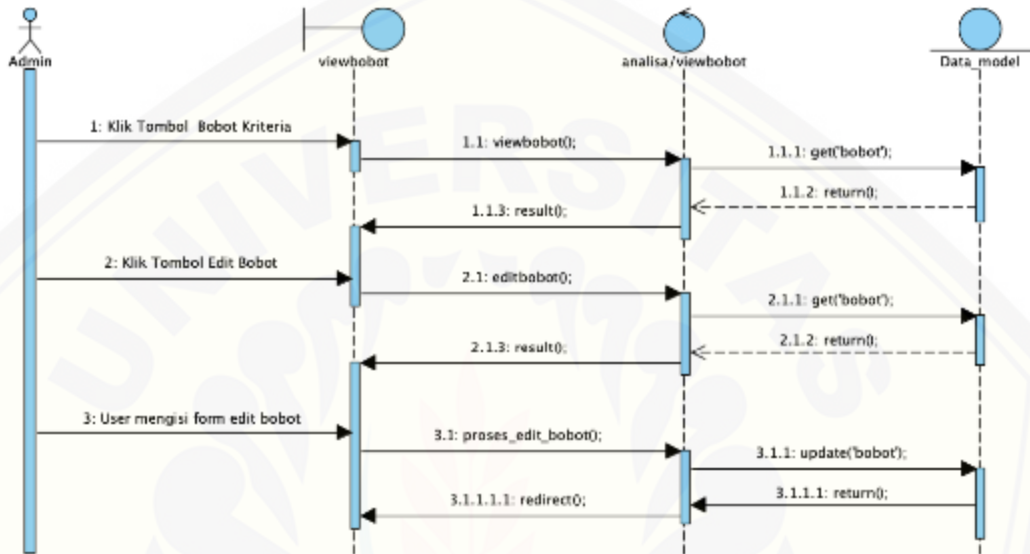 Admin
viewbobot
analisa/viewbobot
Data_model
1: Klik Tombol Bobot Kriteria
1.1: viewbobot();
1.1.1: get('bobot');
1.1.2: return();
1.1.3: result();
2: Klik Tombol Edit Bobot
2.1: editbobot();
2.1.1: get('bobot');
2.1.2: return();
2.1.3: result();
3: User mengisi form edit bobot
3.1: proses_edit_bobot();
3.1.1: update('bobot');
3.1.1.1: return();
3.1.1.1.1: redirect();
UNIVERSITAS